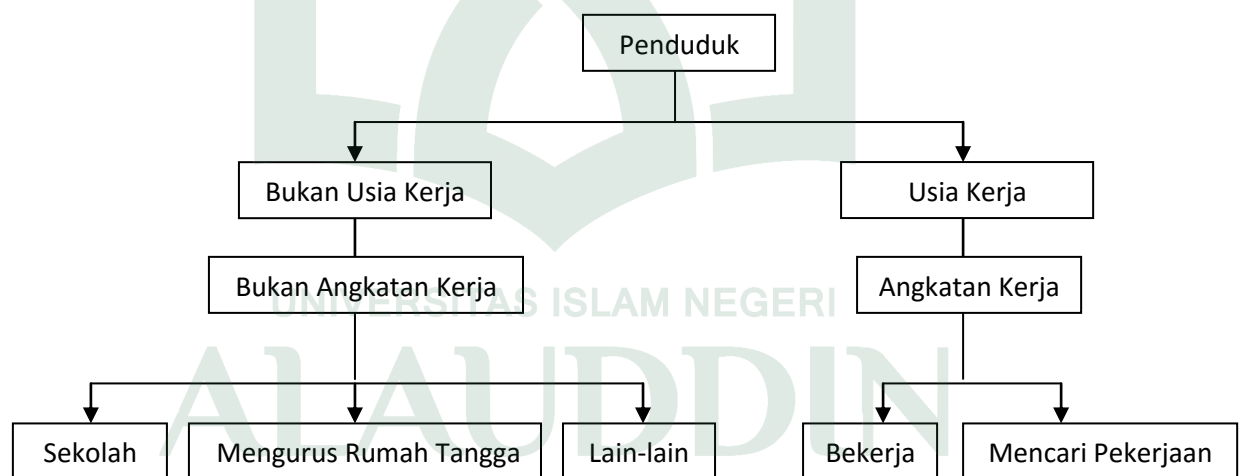 Penduduk
Bukan Usia Kerja
Usia Kerja
Bukan Angkatan Kerja
Angkatan Kerja
UNIVERSITAS ISLAM NEGERI
ALAUDDIN
Sekolah
Mengurus Rumah Tangga
Lain-lain
Bekerja
Mencari Pekerjaan